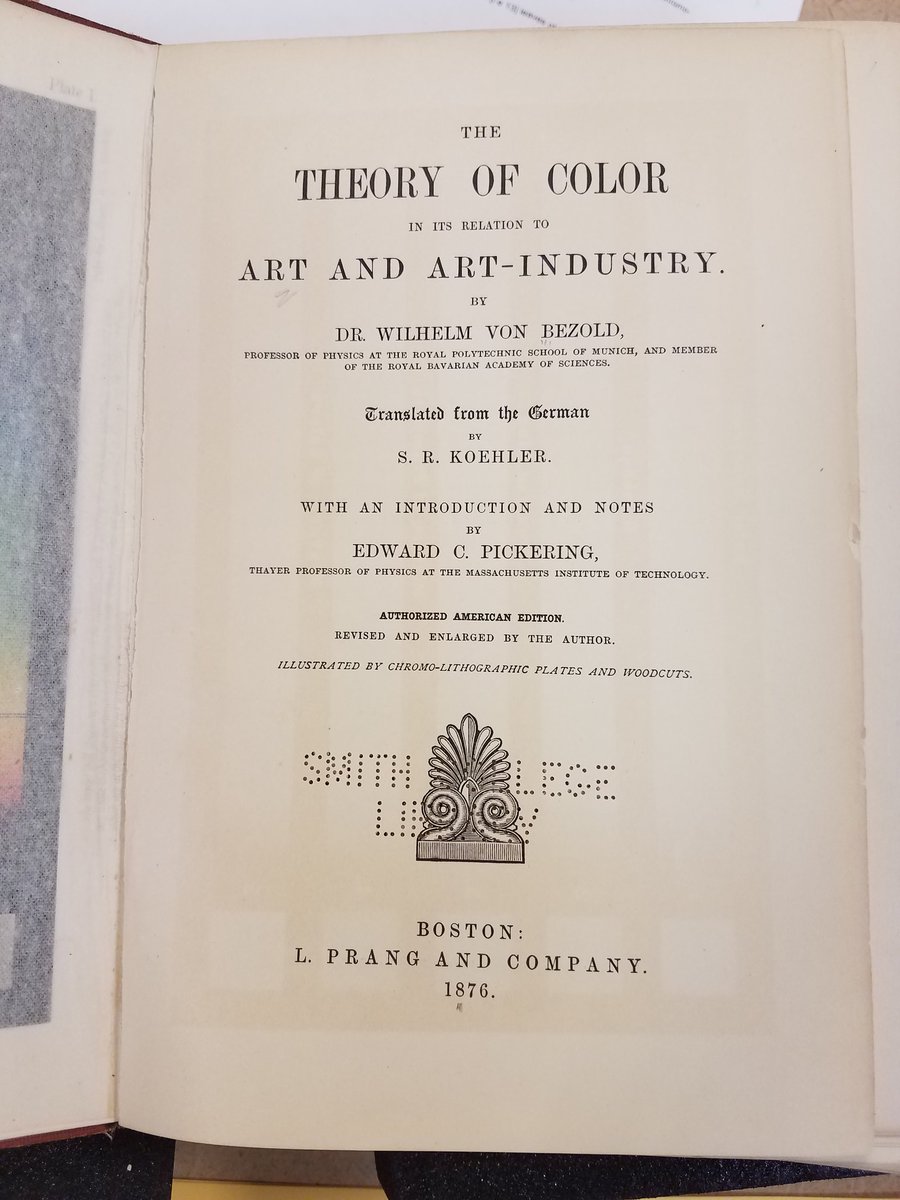 Plate I
THE
THEORY OF COLOR
IN ITS RELATION TO
ART AND ART-INDUSTRY.
BY
DR. WILHELM VON BEZOLD,
PROFESSOR OF PHYSICS AT THE ROYAL POLYTECHNIC SCHOOL OF MUNICH, AND MEMBER
OF THE ROYAL BAVARIAN ACADEMY OF SCIENCES.
Translated from the German
BY
S. R. KOEHLER.
WITH AN INTRODUCTION AND NOTES
BY
EDWARD C. PICKERING,
THAYER PROFESSOR OF PHYSICS AT THE MASSACHUSETTS INSTITUTE OF TECHNOLOGY.
AUTHORIZED AMERICAN EDITION.
REVISED AND ENLARGED BY THE AUTHOR.
ILLUSTRATED BY CHROMO-LITHOGRAPHIC PLATES AND WOODCUTS.
SMITH LEGE
LI Y
BOSTON:
L. PRANG AND COMPANY.
1876.